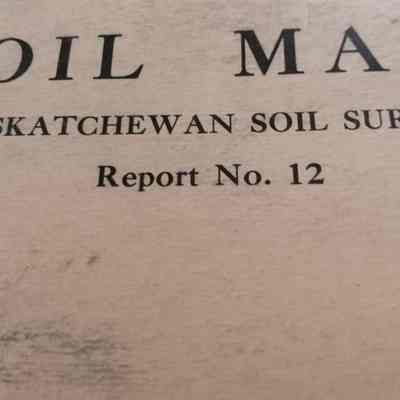 OIL MA
SKATCHEWAN SOIL SUR
Report No. 12